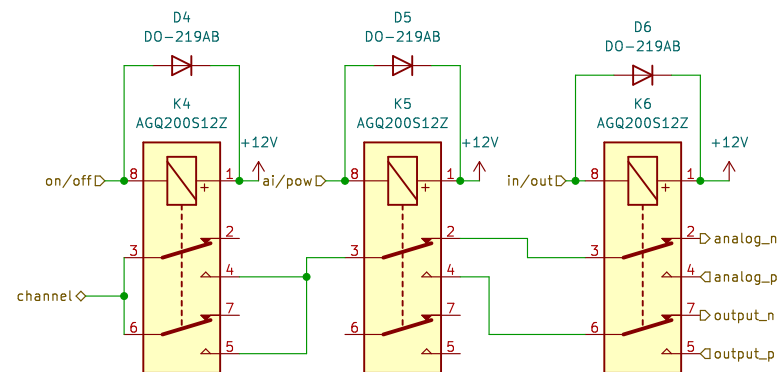 D4
DO-219AB
D5
DO-219AB
D6
DO-219AB
K4
AGQ200S12Z
K5
AGQ200S12Z
K6
AGQ200S12Z
+12V
+12V
+12V
on/off
8
1
+
ai/pow
8
1
+
in/out
8
1
+
2
3
4
7
6
5
channel
2
3
4
7
6
5
2
3
4
7
6
5
analog_n
analog_p
output_n
output_p